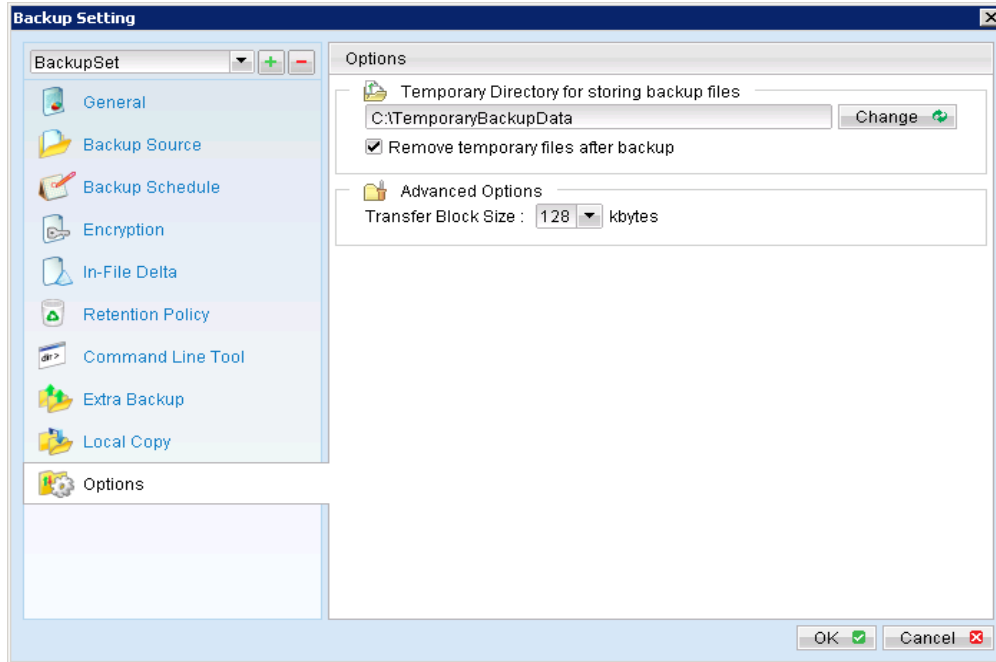 Backup Setting
BackupSet
General
Backup Source
Backup Schedule
Encryption
In-File Delta
Retention Policy
dir>
Command Line Tool
Extra Backup
Local Copy
Options
Options
Temporary Directory for storing backup files
C:\TemporaryBackupData
Change
Remove temporary files after backup
Advanced Options
Transfer Block Size : 128 kbytes
OK
Cancel